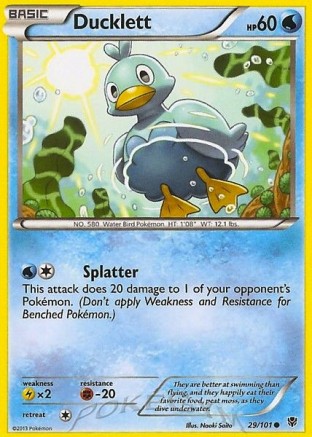 BASIC
Ducklett
HP60
NO. 580 Water Bird Pokémon HT: 1'08" WT: 12.1 lbs.
Splatter
This attack does 20 damage to 1 of your opponent's
Pokémon. (Don't apply Weakness and Resistance for
Benched Pokémon.)
weakness
×2
resistance
-20
retreat
They are better at swimming than
flying, and they happily eat their
favorite food, peat moss, as they
dive underwater.
Illus. Naoki Saito
©2013 Pokémon
29/101